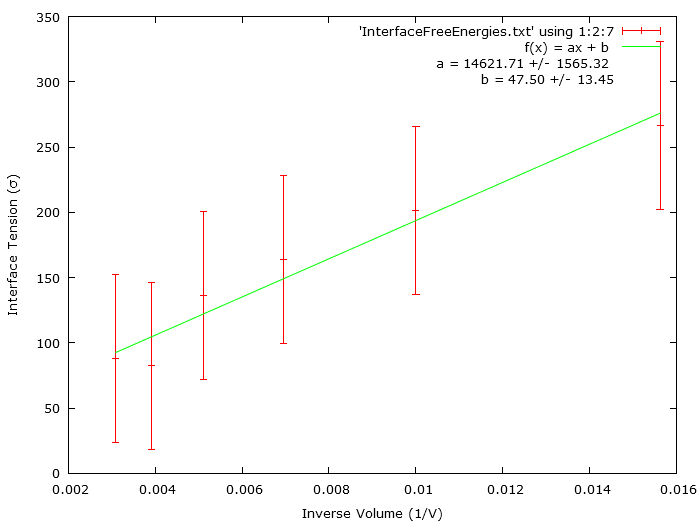 'InterfaceFreeEnergies.txt' using 1:2:7
f(x) = ax + b
a = 14621.71 +/- 1565.32
b = 47.50 +/- 13.45
350
300
250
200
150
100
50
0
Interface Tension (σ)
0.002 0.004 0.006 0.008 0.01 0.012 0.014 0.016
Inverse Volume (1/V)